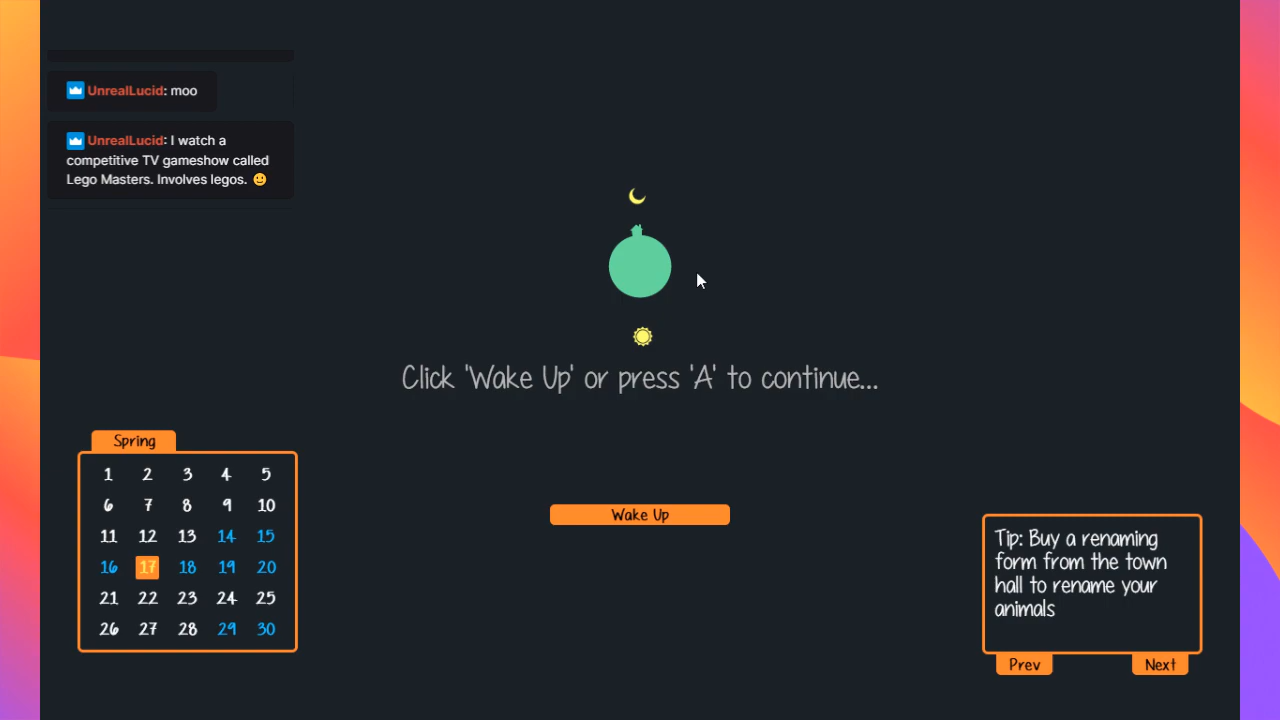 UnrealLucid: moo
UnrealLucid: I watch a
competitive TV gameshow called
Lego Masters. Involves legos. 🙂
Click 'Wake Up' or press 'A' to continue...
Spring
1 2 3 4 5
6 7 8 9 10
11 12 13 14 15
16 17 18 19 20
21 22 23 24 25
26 27 28 29 30
Wake Up
Tip: Buy a renaming
form from the town
hall to rename your
animals
Prev Next